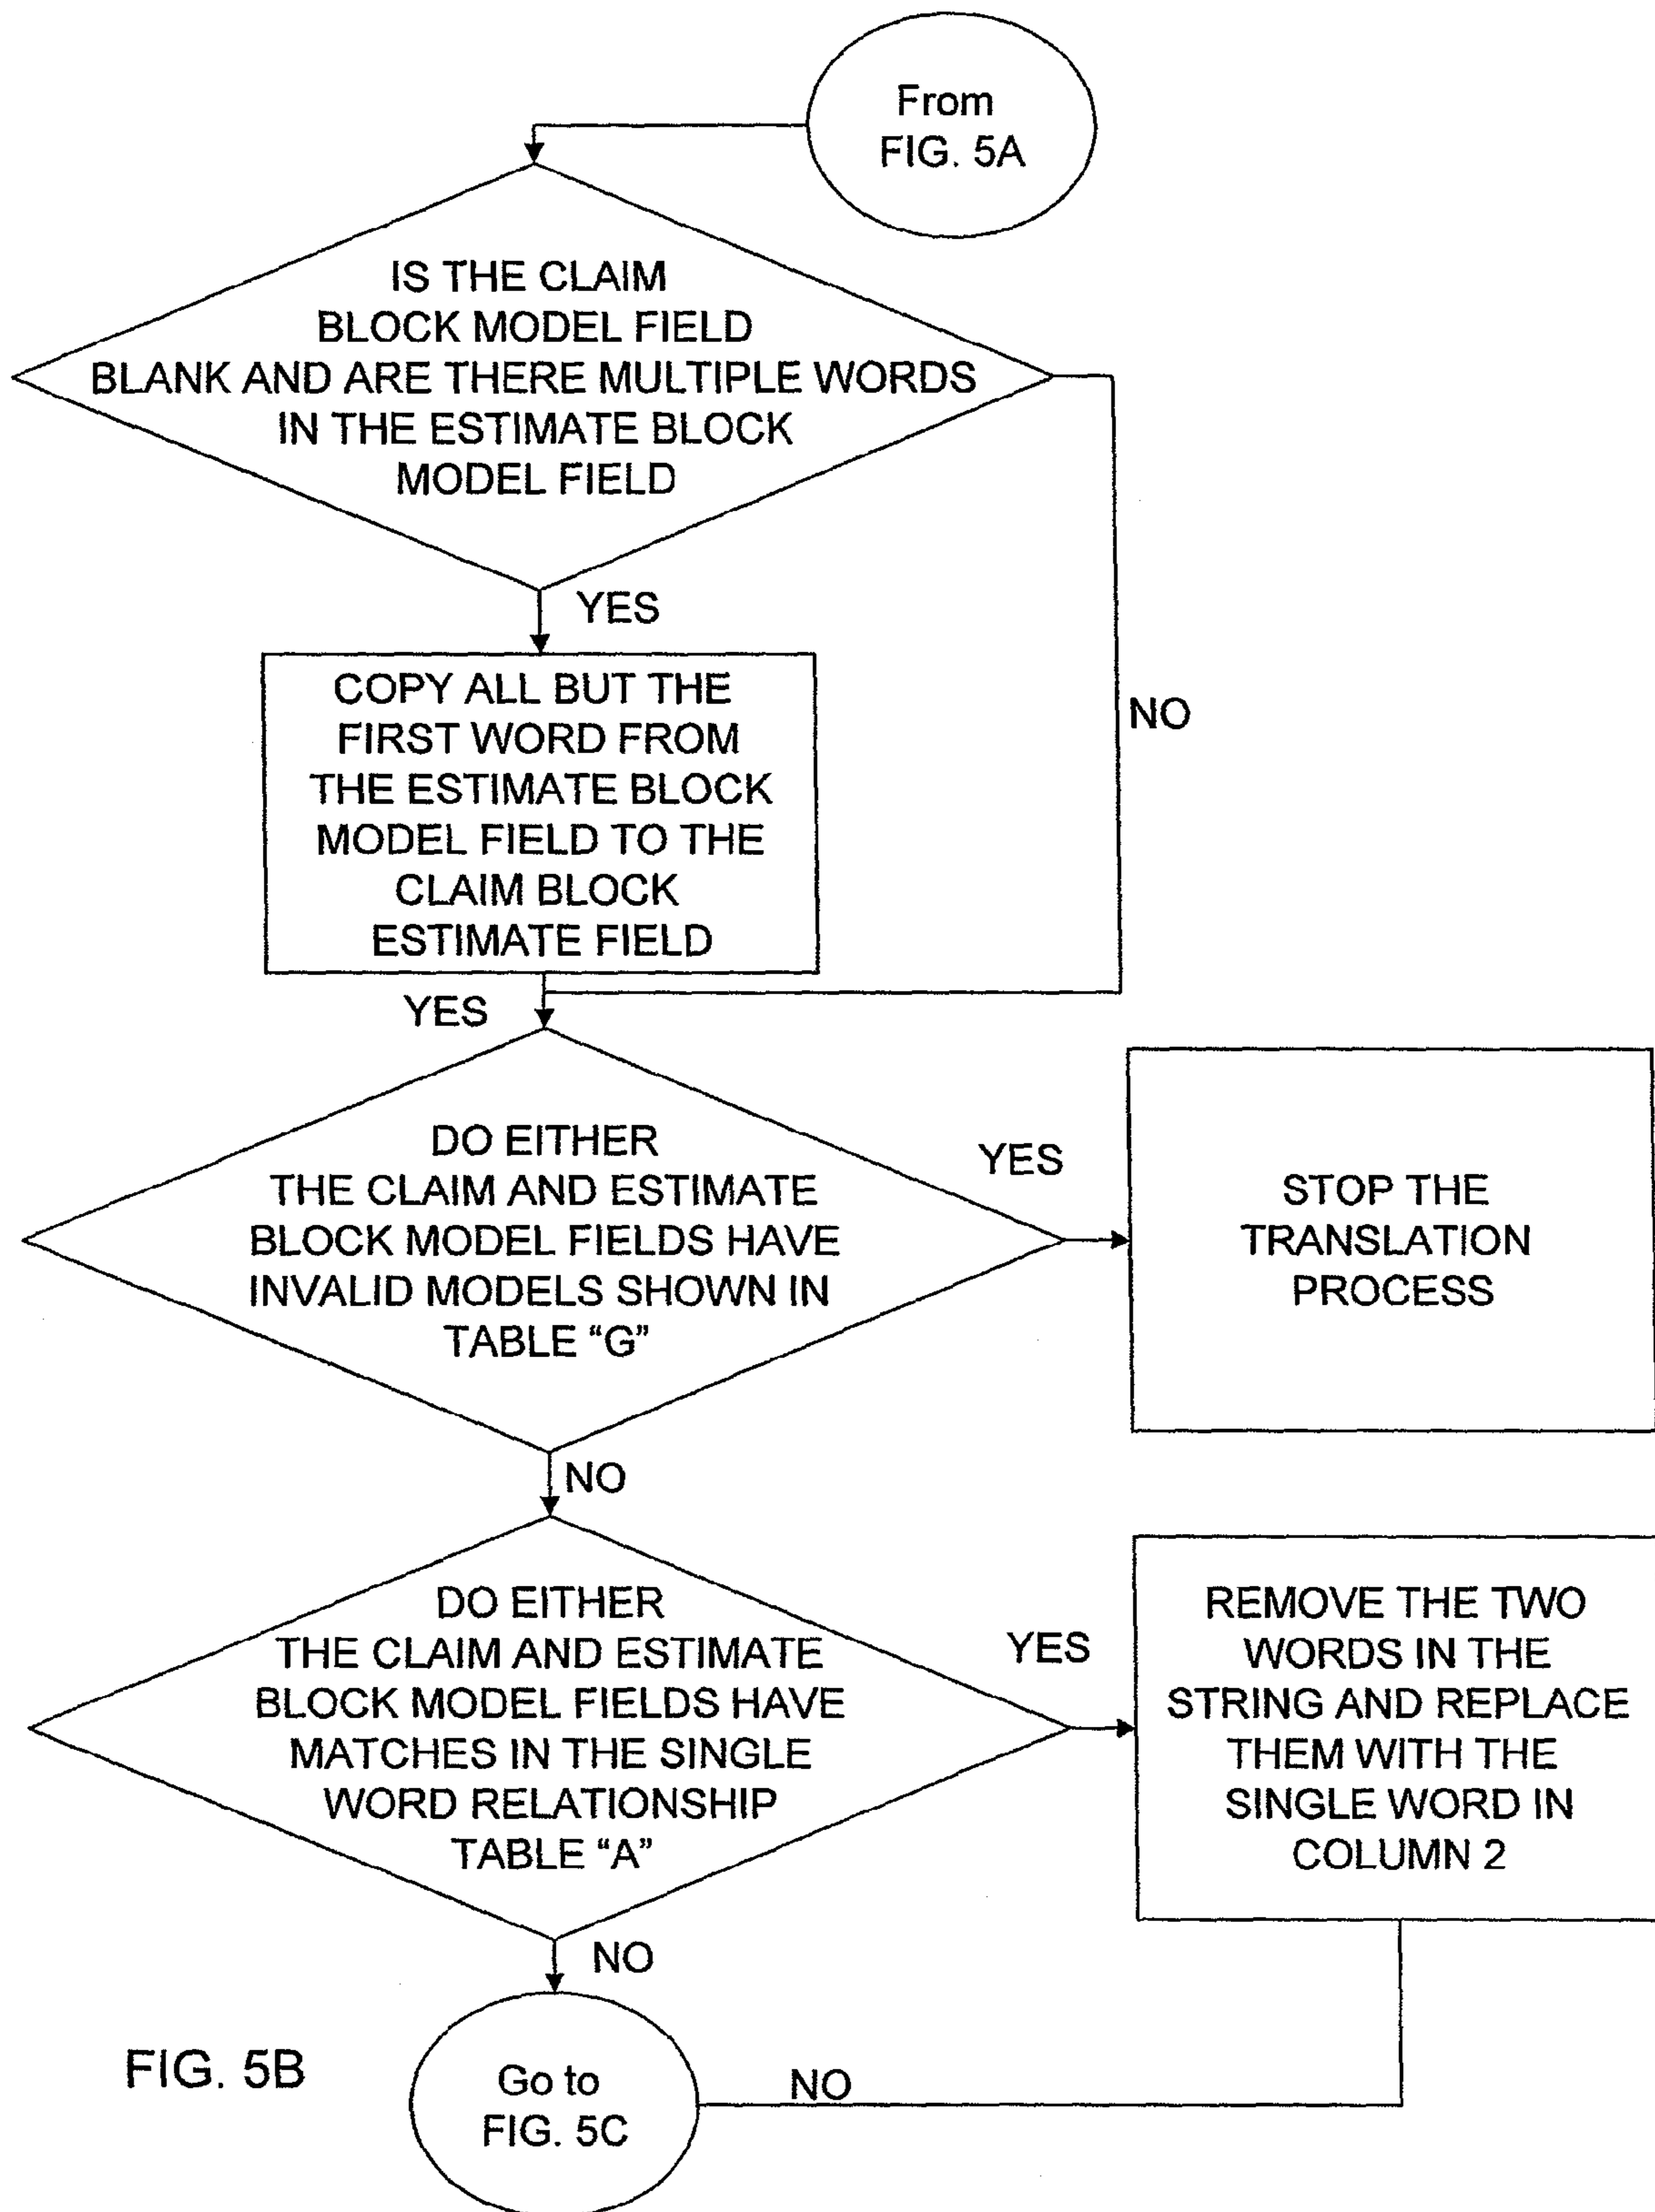 From
FIG. 5A
IS THE CLAIM
BLOCK MODEL FIELD
BLANK AND ARE THERE MULTIPLE WORDS
IN THE ESTIMATE BLOCK
MODEL FIELD
YES
NO
COPY ALL BUT THE
FIRST WORD FROM
THE ESTIMATE BLOCK
MODEL FIELD TO THE
CLAIM BLOCK
ESTIMATE FIELD
YES
DO EITHER
THE CLAIM AND ESTIMATE
BLOCK MODEL FIELDS HAVE
INVALID MODELS SHOWN IN
TABLE “G”
YES
STOP THE
TRANSLATION
PROCESS
NO
DO EITHER
THE CLAIM AND ESTIMATE
BLOCK MODEL FIELDS HAVE
MATCHES IN THE SINGLE
WORD RELATIONSHIP
TABLE “A”
YES
REMOVE THE TWO
WORDS IN THE
STRING AND REPLACE
THEM WITH THE
SINGLE WORD IN
COLUMN 2
NO
Go to
FIG. 5C
NO
FIG. 5B